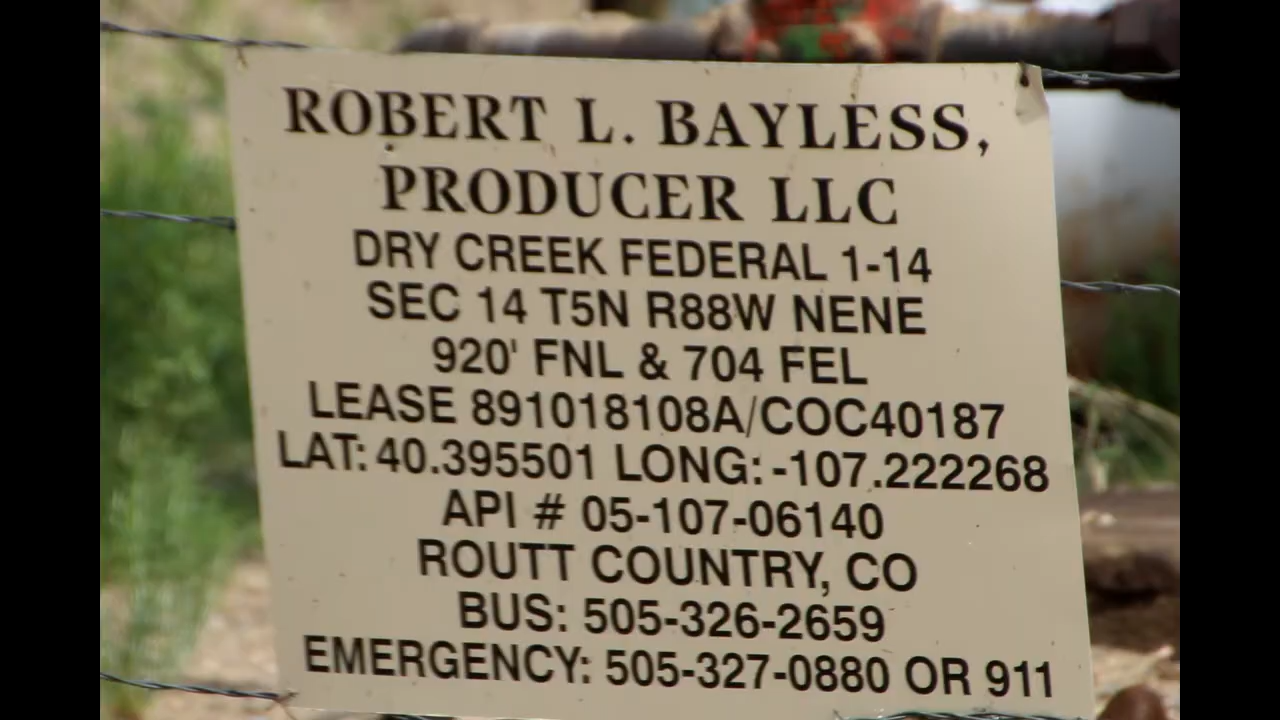 ROBERT L. BAYLESS,
PRODUCER LLC
DRY CREEK FEDERAL 1-14
SEC 14 T5N R88W NENE
920' FNL & 704 FEL
LEASE 891018108A/COC40187
LAT: 40.395501 LONG: -107.222268
API # 05-107-06140
ROUTT COUNTRY, CO
BUS: 505-326-2659
EMERGENCY: 505-327-0880 OR 911